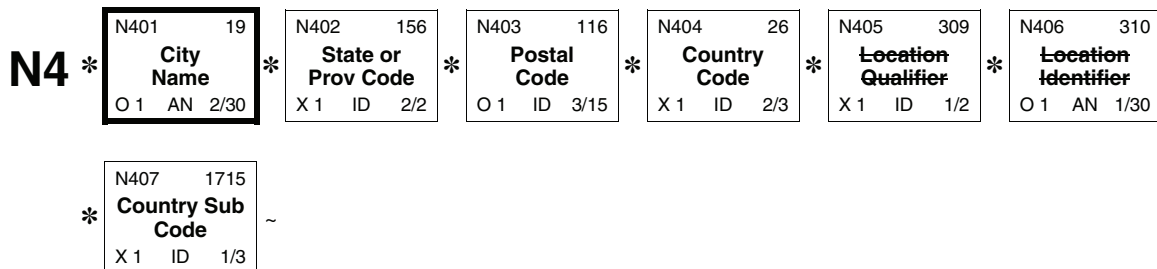 N401 19 N402 156 N403 116 N404 26 N405 309 N406 310
N4 * City Name * State or Prov Code * Postal Code * Country Code * Location Qualifier * Location Identifier
O 1 AN 2/30 X 1 ID 2/2 O 1 ID 3/15 X 1 ID 2/3 X 1 ID 1/2 O 1 AN 1/30
N407 1715
* Country Sub Code ~
X 1 ID 1/3